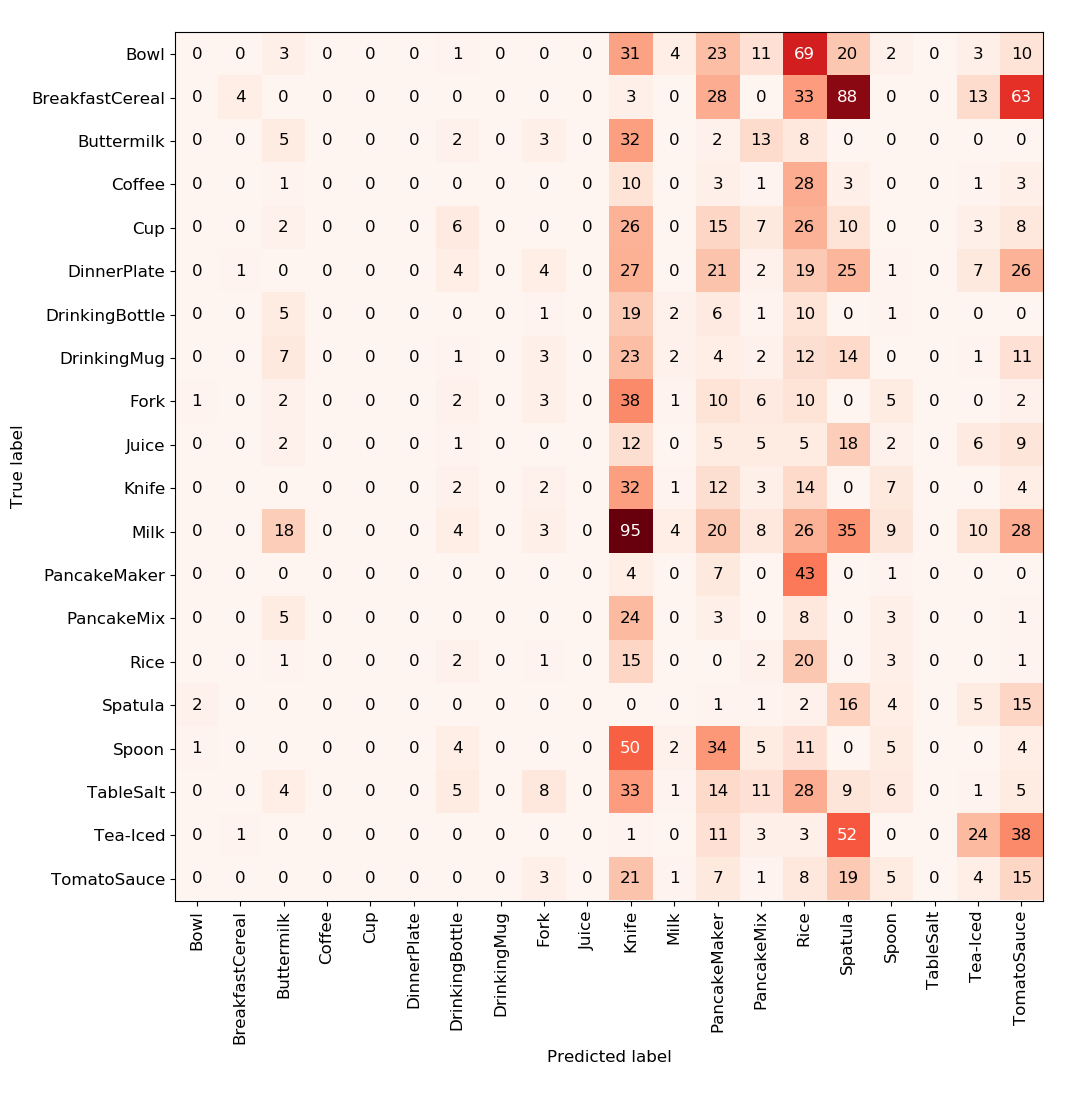 Bowl 0 0 3 0 0 0 1 0 0 0 31 4 23 11 69 20 2 0 3 10
BreakfastCereal 0 4 0 0 0 0 0 0 0 0 3 0 28 0 33 88 0 0 13 63
Buttermilk 0 0 5 0 0 0 2 0 3 0 32 0 2 13 8 0 0 0 0 0
Coffee 0 0 1 0 0 0 0 0 0 0 10 0 3 1 28 3 0 0 1 3
Cup 0 0 2 0 0 0 6 0 0 0 26 0 15 7 26 10 0 0 3 8
DinnerPlate 0 1 0 0 0 0 4 0 4 0 27 0 21 2 19 25 1 0 7 26
DrinkingBottle 0 0 5 0 0 0 0 0 1 0 19 2 6 1 10 0 1 0 0 0
DrinkingMug 0 0 7 0 0 0 1 0 3 0 23 2 4 2 12 14 0 0 1 11
Fork 1 0 2 0 0 0 2 0 3 0 38 1 10 6 10 0 5 0 0 2
Juice 0 0 2 0 0 0 1 0 0 0 12 0 5 5 5 18 2 0 6 9
Knife 0 0 0 0 0 0 2 0 2 0 32 1 12 3 14 0 7 0 0 4
Milk 0 0 18 0 0 0 4 0 3 0 95 4 20 8 26 35 9 0 10 28
PancakeMaker 0 0 0 0 0 0 0 0 0 0 4 0 7 0 43 0 1 0 0 0
PancakeMix 0 0 5 0 0 0 0 0 0 0 24 0 3 0 8 0 3 0 0 1
Rice 0 0 1 0 0 0 2 0 1 0 15 0 0 2 20 0 3 0 0 1
Spatula 2 0 0 0 0 0 0 0 0 0 0 0 1 1 2 16 4 0 5 15
Spoon 1 0 0 0 0 0 4 0 0 0 50 2 34 5 11 0 5 0 0 4
TableSalt 0 0 4 0 0 0 5 0 8 0 33 1 14 11 28 9 6 0 1 5
Tea-Iced 0 1 0 0 0 0 0 0 0 0 1 0 11 3 3 52 0 0 24 38
TomatoSauce 0 0 0 0 0 0 0 0 3 0 21 1 7 1 8 19 5 0 4 15
True label
Bowl
BreakfastCereal
Buttermilk
Coffee
Cup
DinnerPlate
DrinkingBottle
DrinkingMug
Fork
Juice
Knife
Milk
PancakeMaker
PancakeMix
Rice
Spatula
Spoon
TableSalt
Tea-Iced
TomatoSauce
Predicted label